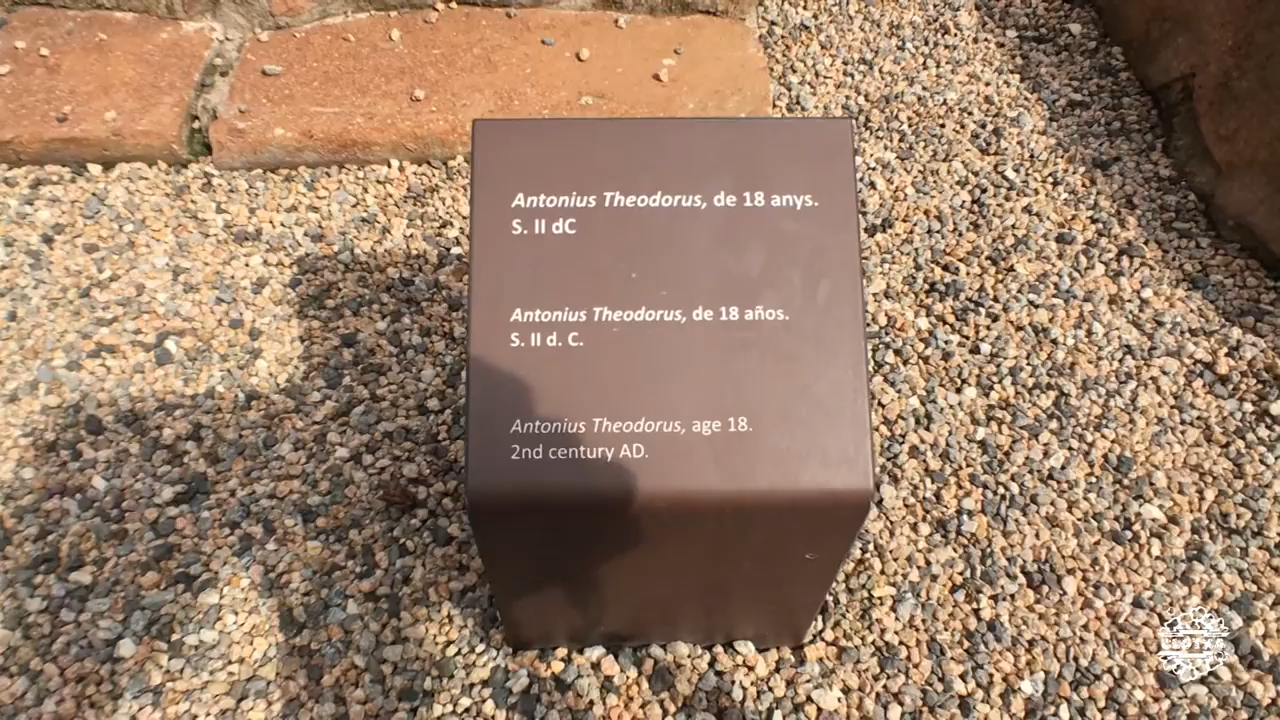 Antonius Theodorus, de 18 anys.
S. II dC
Antonius Theodorus, de 18 años.
S. II d. C.
Antonius Theodorus, age 18.
2nd century AD.